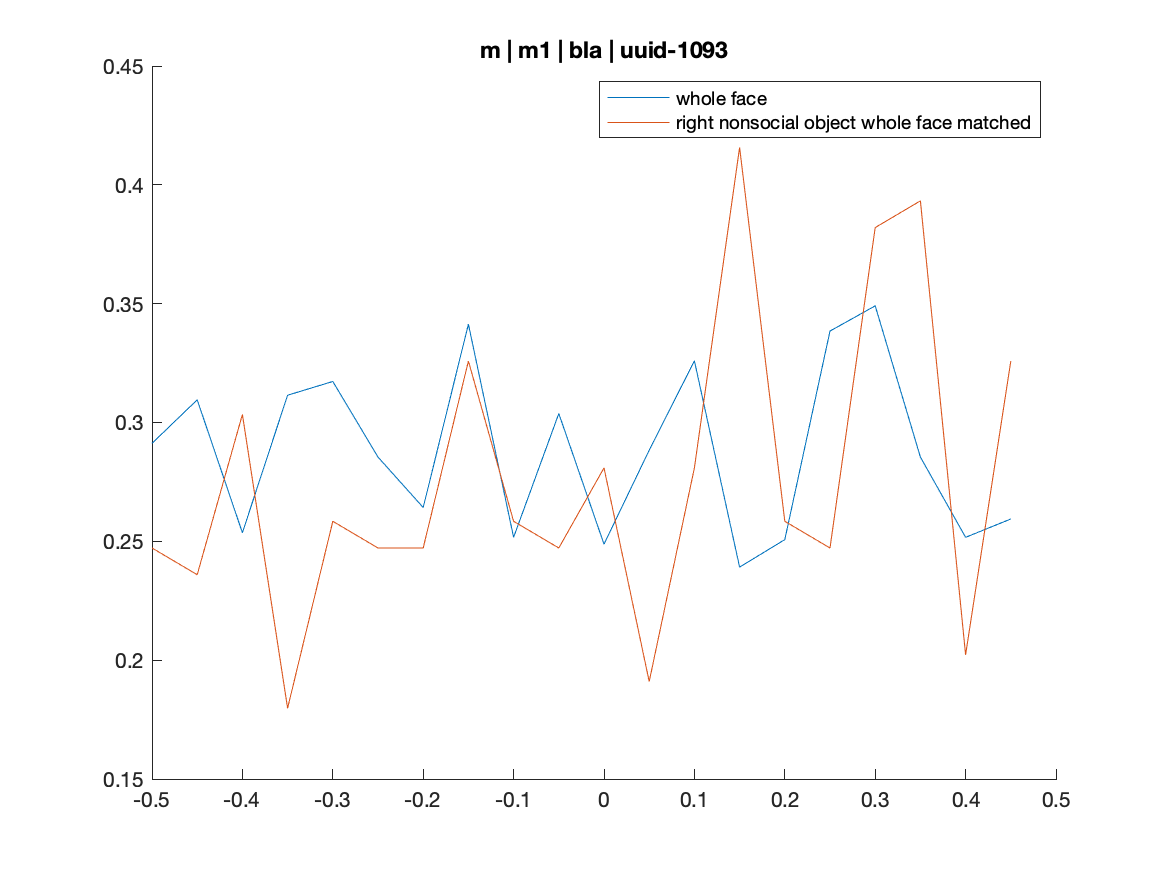 m | m1 | bla | uuid-1093
whole face
right nonsocial object whole face matched
0.45
0.4
0.35
0.3
0.25
0.2
0.15
-0.5 -0.4 -0.3 -0.2 -0.1 0 0.1 0.2 0.3 0.4 0.5